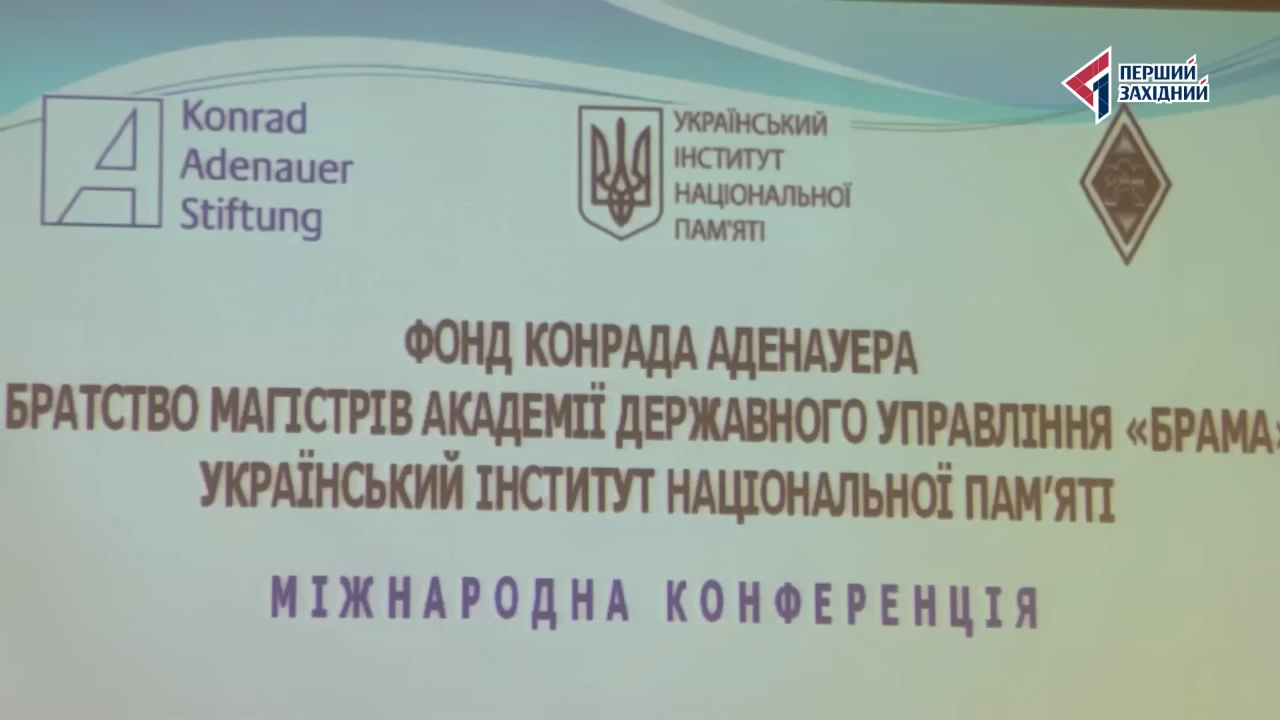 ПЕРШИЙ
ЗАХІДНИЙ
Konrad
Adenauer
Stiftung
УКРАЇНСЬКИЙ
ІНСТИТУТ
НАЦІОНАЛЬНОЇ
ПАМ'ЯТІ
ФОНД КОНРАДА АДЕНАУЕРА
БРАТСТВО МАГІСТРІВ АКАДЕМІЇ ДЕРЖАВНОГО УПРАВЛІННЯ «БРАМА»
УКРАЇНСЬКИЙ ІНСТИТУТ НАЦІОНАЛЬНОЇ ПАМ’ЯТІ
МІЖНАРОДНА КОНФЕРЕНЦІЯ